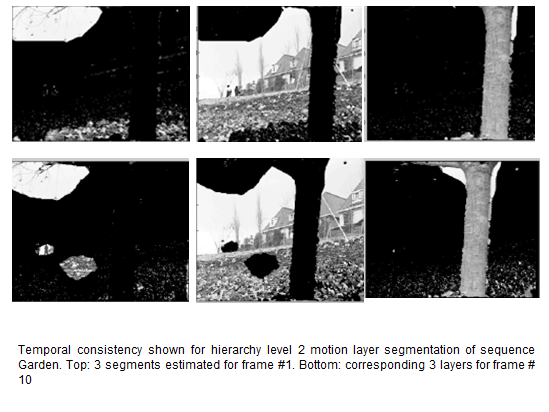 Temporal consistency shown for hierarchy level 2 motion layer segmentation of sequence
Garden. Top: 3 segments estimated for frame #1. Bottom: corresponding 3 layers for frame #
10